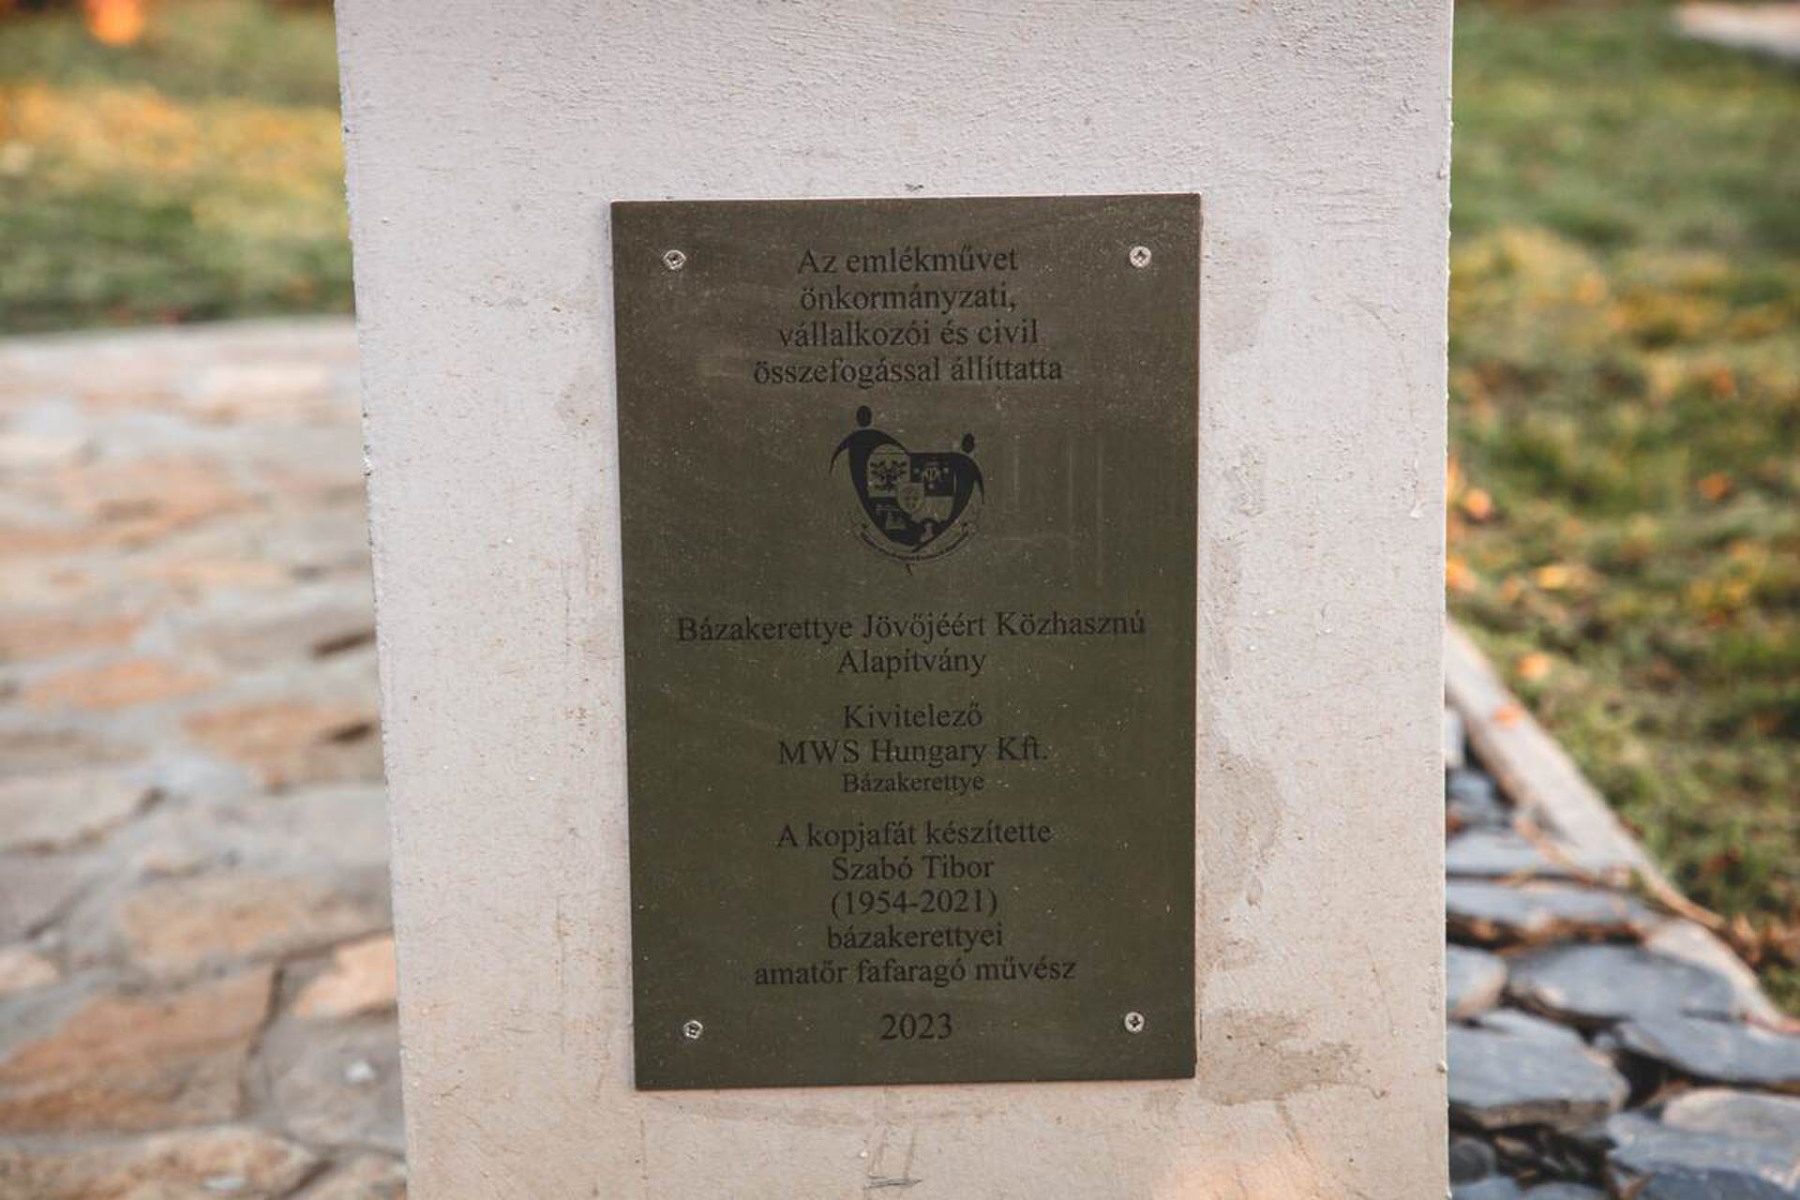 Az emlékművet
önkormányzati,
vállalkozói és civil
összefogással állíttatta
Bázakerettye Jövőjéért Közhasznú
Alapítvány
Kivitelező
MWS Hungary Kft.
Bázakerettye
A kopjafát készítette
Szabó Tibor
(1954-2021)
bázakerettyei
amatőr fafaragó művész
2023